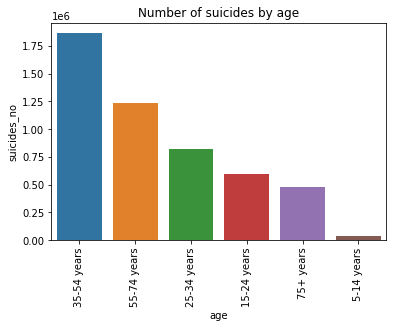 Number of suicides by age
1e6
1.75
1.50
1.25
1.00
0.75
0.50
0.25
0.00
suicides_no
35-54 years
55-74 years
25-34 years
15-24 years
75+ years
5-14 years
age